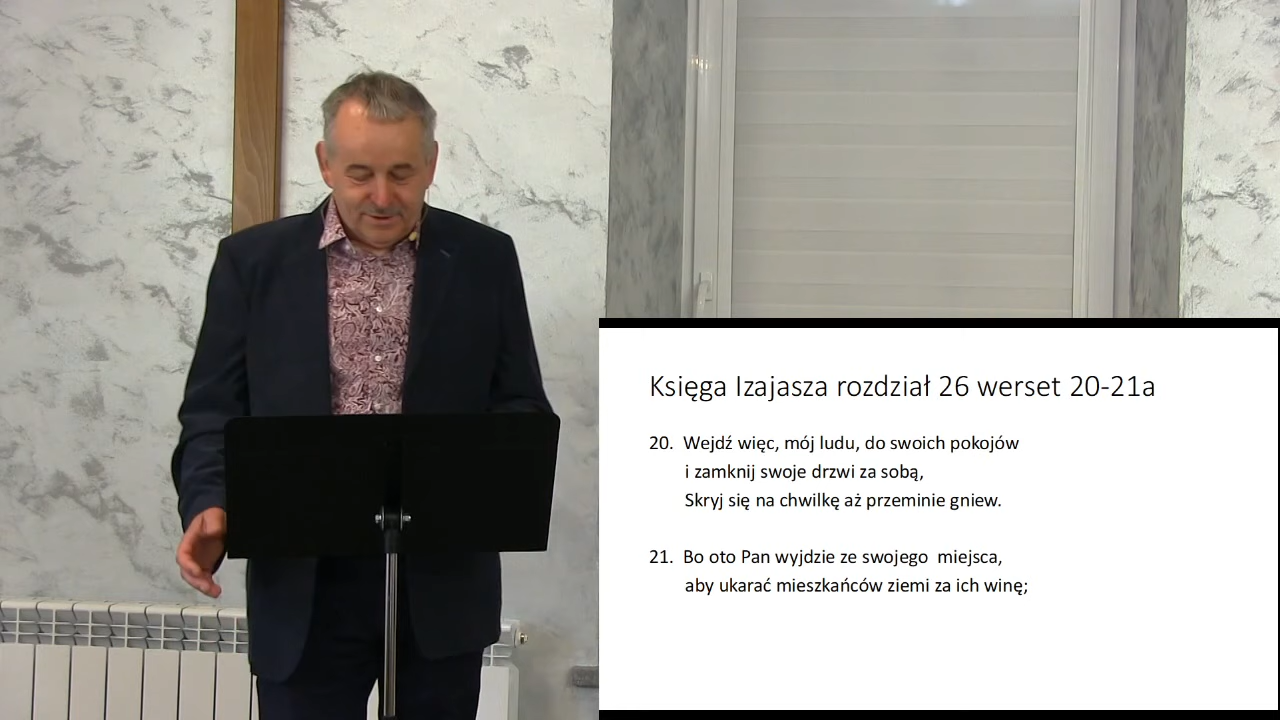 Księga Izajasza rozdział 26 werset 20-21a
20. Wejdź więc, mój ludu, do swoich pokojów
i zamknij swoje drzwi za sobą,
Skryj się na chwilkę aż przeminie gniew.
21. Bo oto Pan wyjdzie ze swojego miejsca,
aby ukarać mieszkańców ziemi za ich winę;